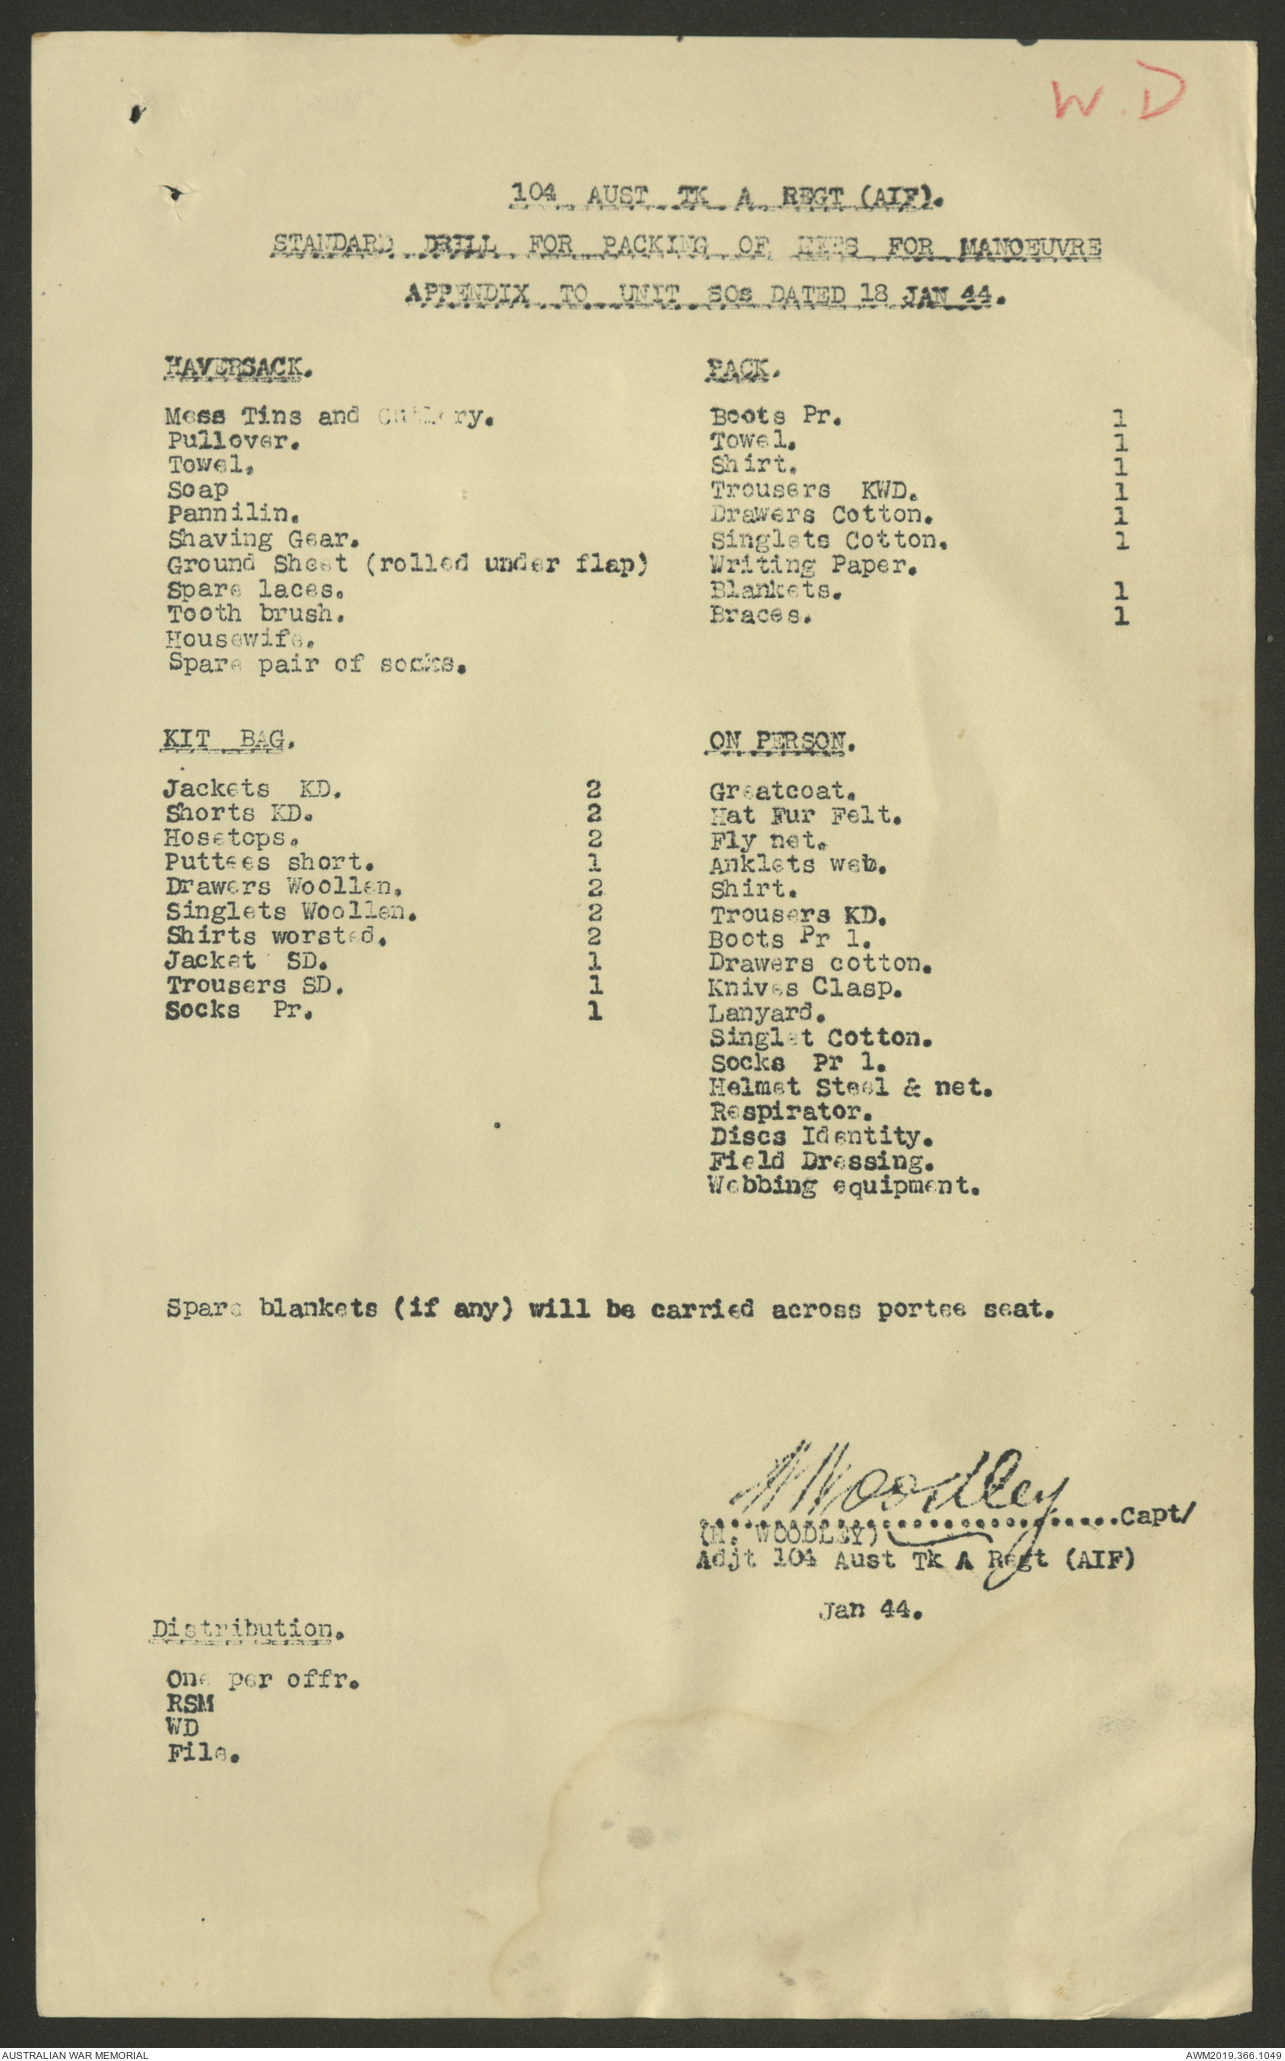 W.D
104 AUST TK A REGT (AIF).
STANDARD DRILL FOR PACKING OF FOR MANOEUVRE
APPENDIX TO UNIT SOs DATED 18 JAN 44.
HAVERSACK.
Mess Tins and Cutlery.
Pullover.
Towel.
Soap
Pannilin.
Shaving Gear.
Ground Sheet (rolled under flap)
Spare laces.
Tooth brush.
Housewife.
Spare pair of socks.
PACK.
Boots Pr. 1
Towel. 1
Shirt. 1
Trousers KWD. 1
Drawers Cotton. 1
Singlets Cotton. 1
Writing Paper.
Blankets. 1
Braces. 1
KIT BAG.
Jackets KD. 2
Shorts KD. 2
Hosetops. 2
Puttees short. 1
Drawers Woollen. 2
Singlets Woollen. 2
Shirts worsted. 2
Jacket SD. 1
Trousers SD. 1
Socks Pr. 1
ON PERSON.
Greatcoat.
Hat Fur Felt.
Fly net.
Anklets web.
Shirt.
Trousers KD.
Boots Pr 1.
Drawers cotton.
Knives Clasp.
Lanyard.
Singlet Cotton.
Socks Pr 1.
Helmet Steel & net.
Respirator.
Discs Identity.
Field Dressing.
Webbing equipment.
Spare blankets (if any) will be carried across portee seat.
Woodley
..............................Capt/
WOODLEY)
Adjt 104 Aust Tk A Regt (AIF)
Jan 44.
Distribution.
One per offr.
RSM
WD
File.
AUSTRALIAN WAR MEMORIAL
AWM2019.366.1049